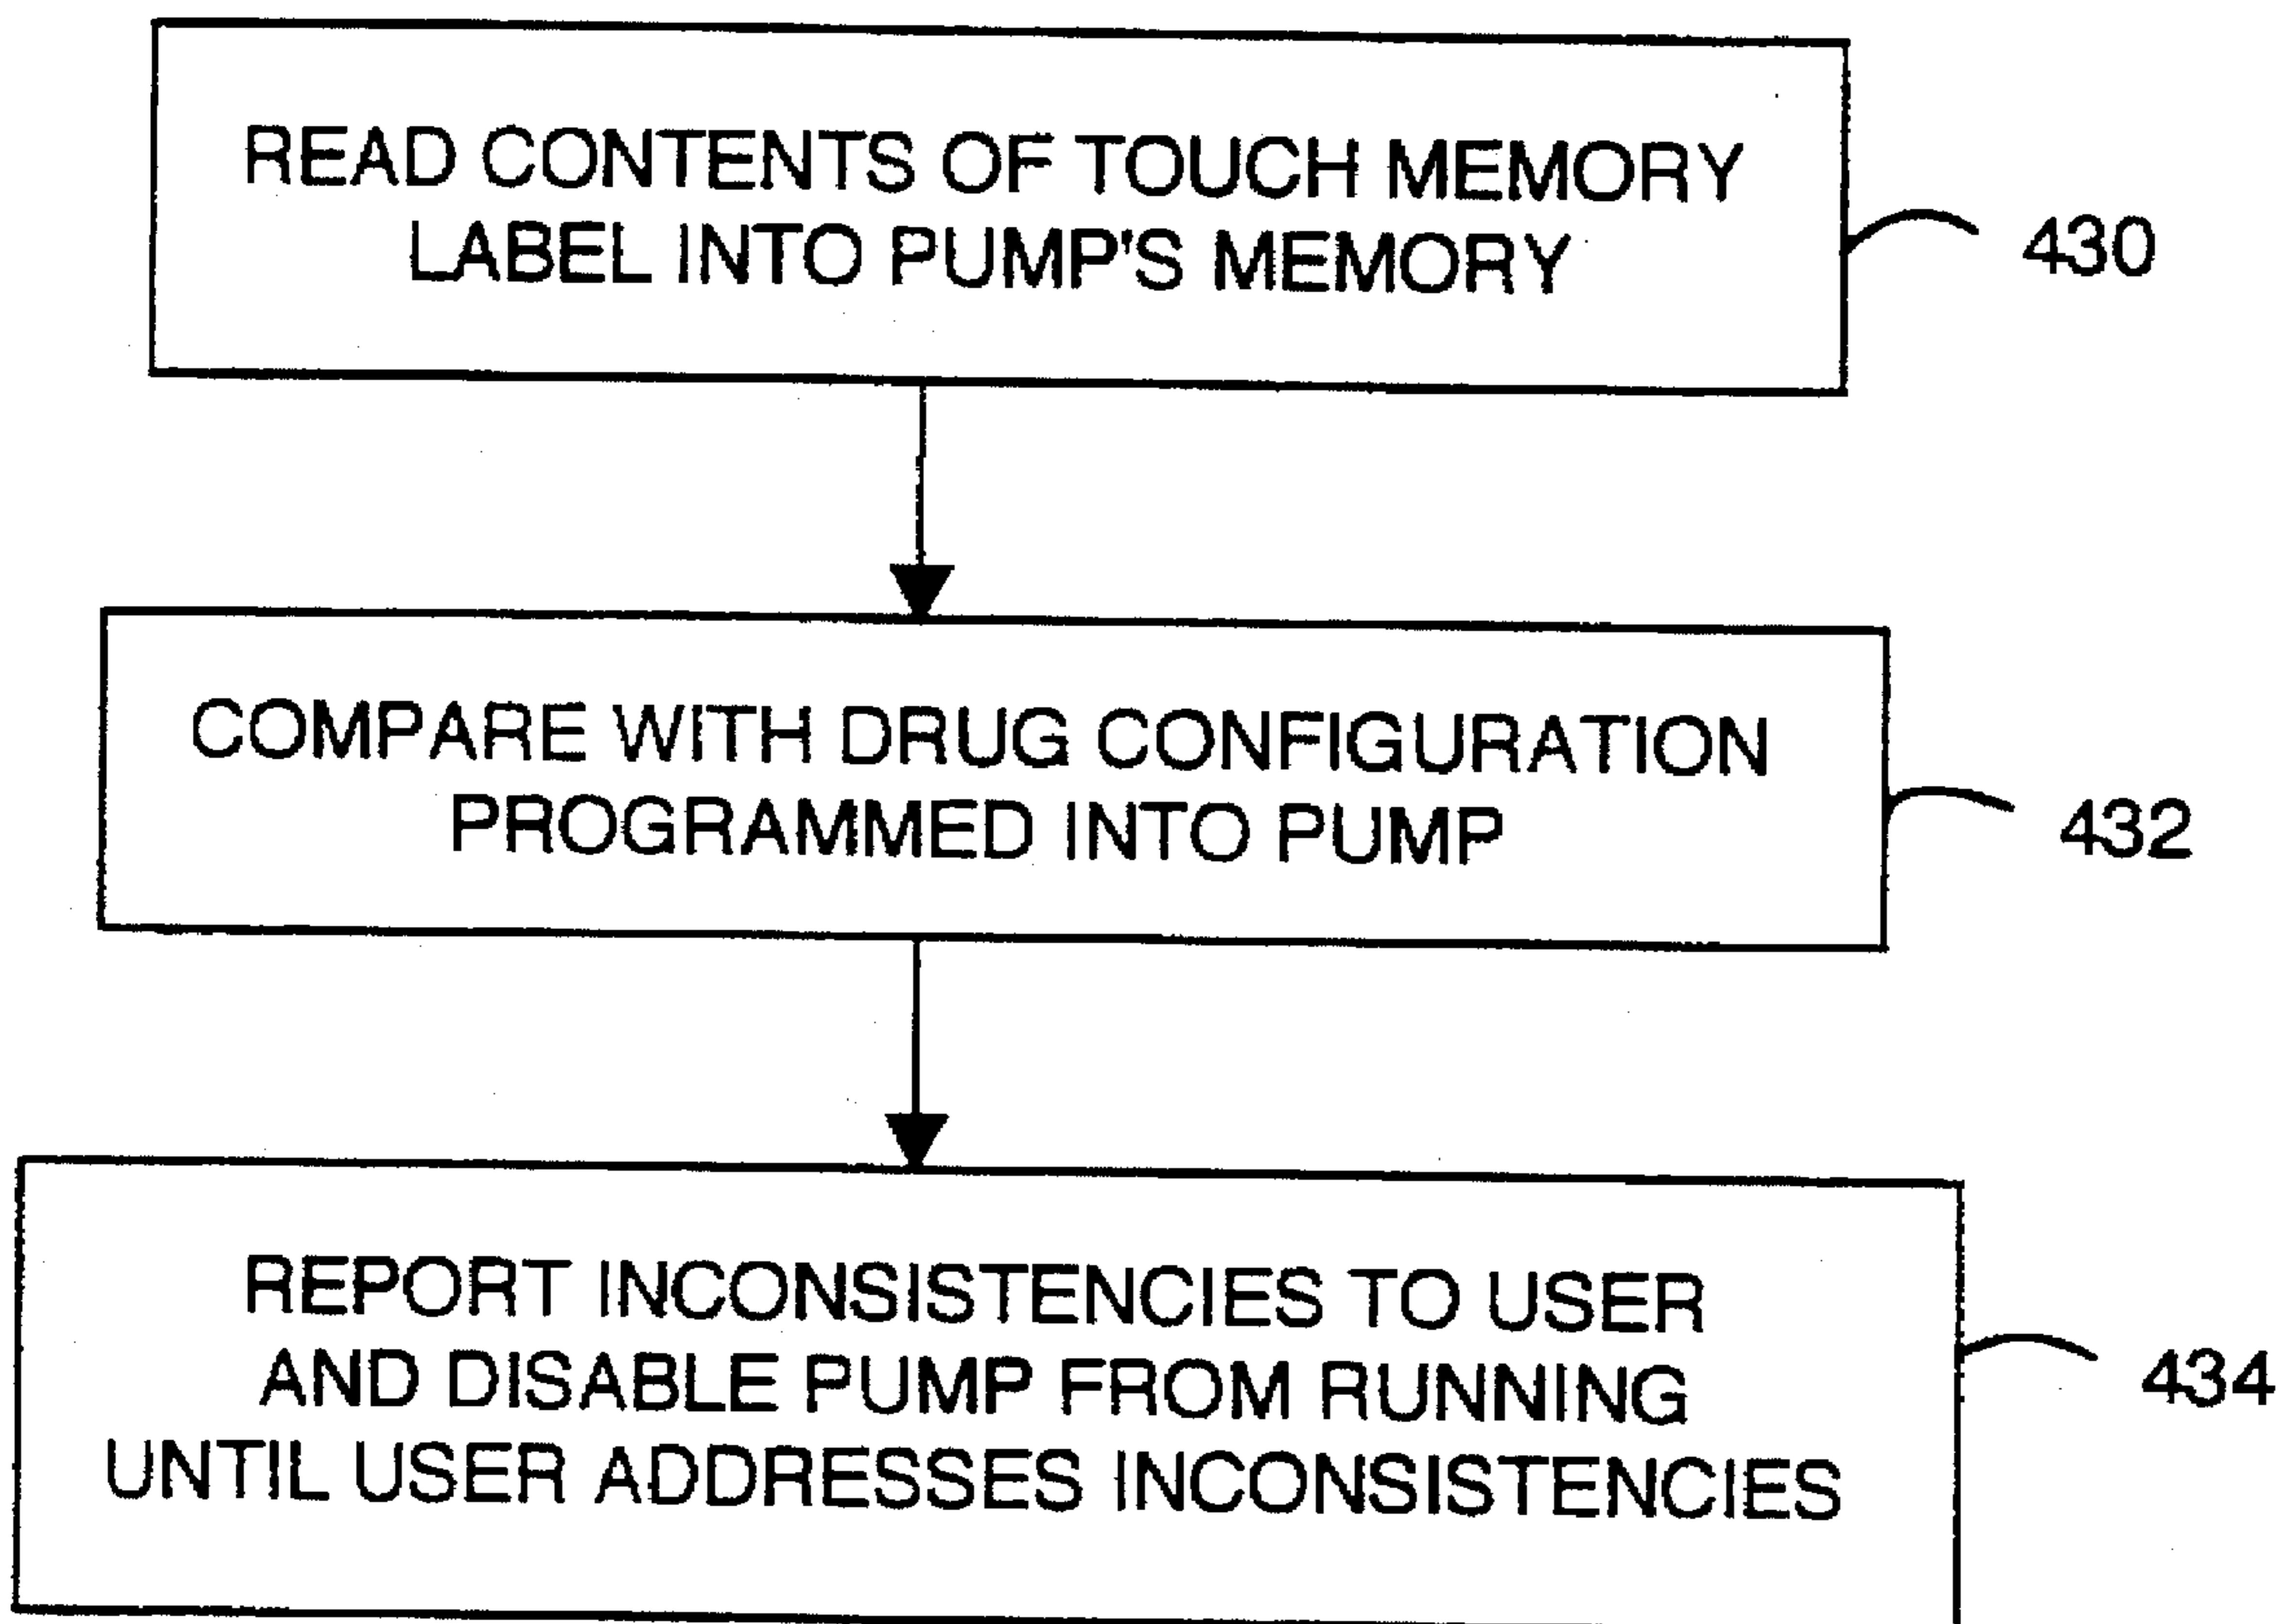 READ CONTENTS OF TOUCH MEMORY
LABEL INTO PUMP'S MEMORY
430
COMPARE WITH DRUG CONFIGURATION
PROGRAMMED INTO PUMP
432
REPORT INCONSISTENCIES TO USER
AND DISABLE PUMP FROM RUNNING
UNTIL USER ADDRESSES INCONSISTENCIES
434